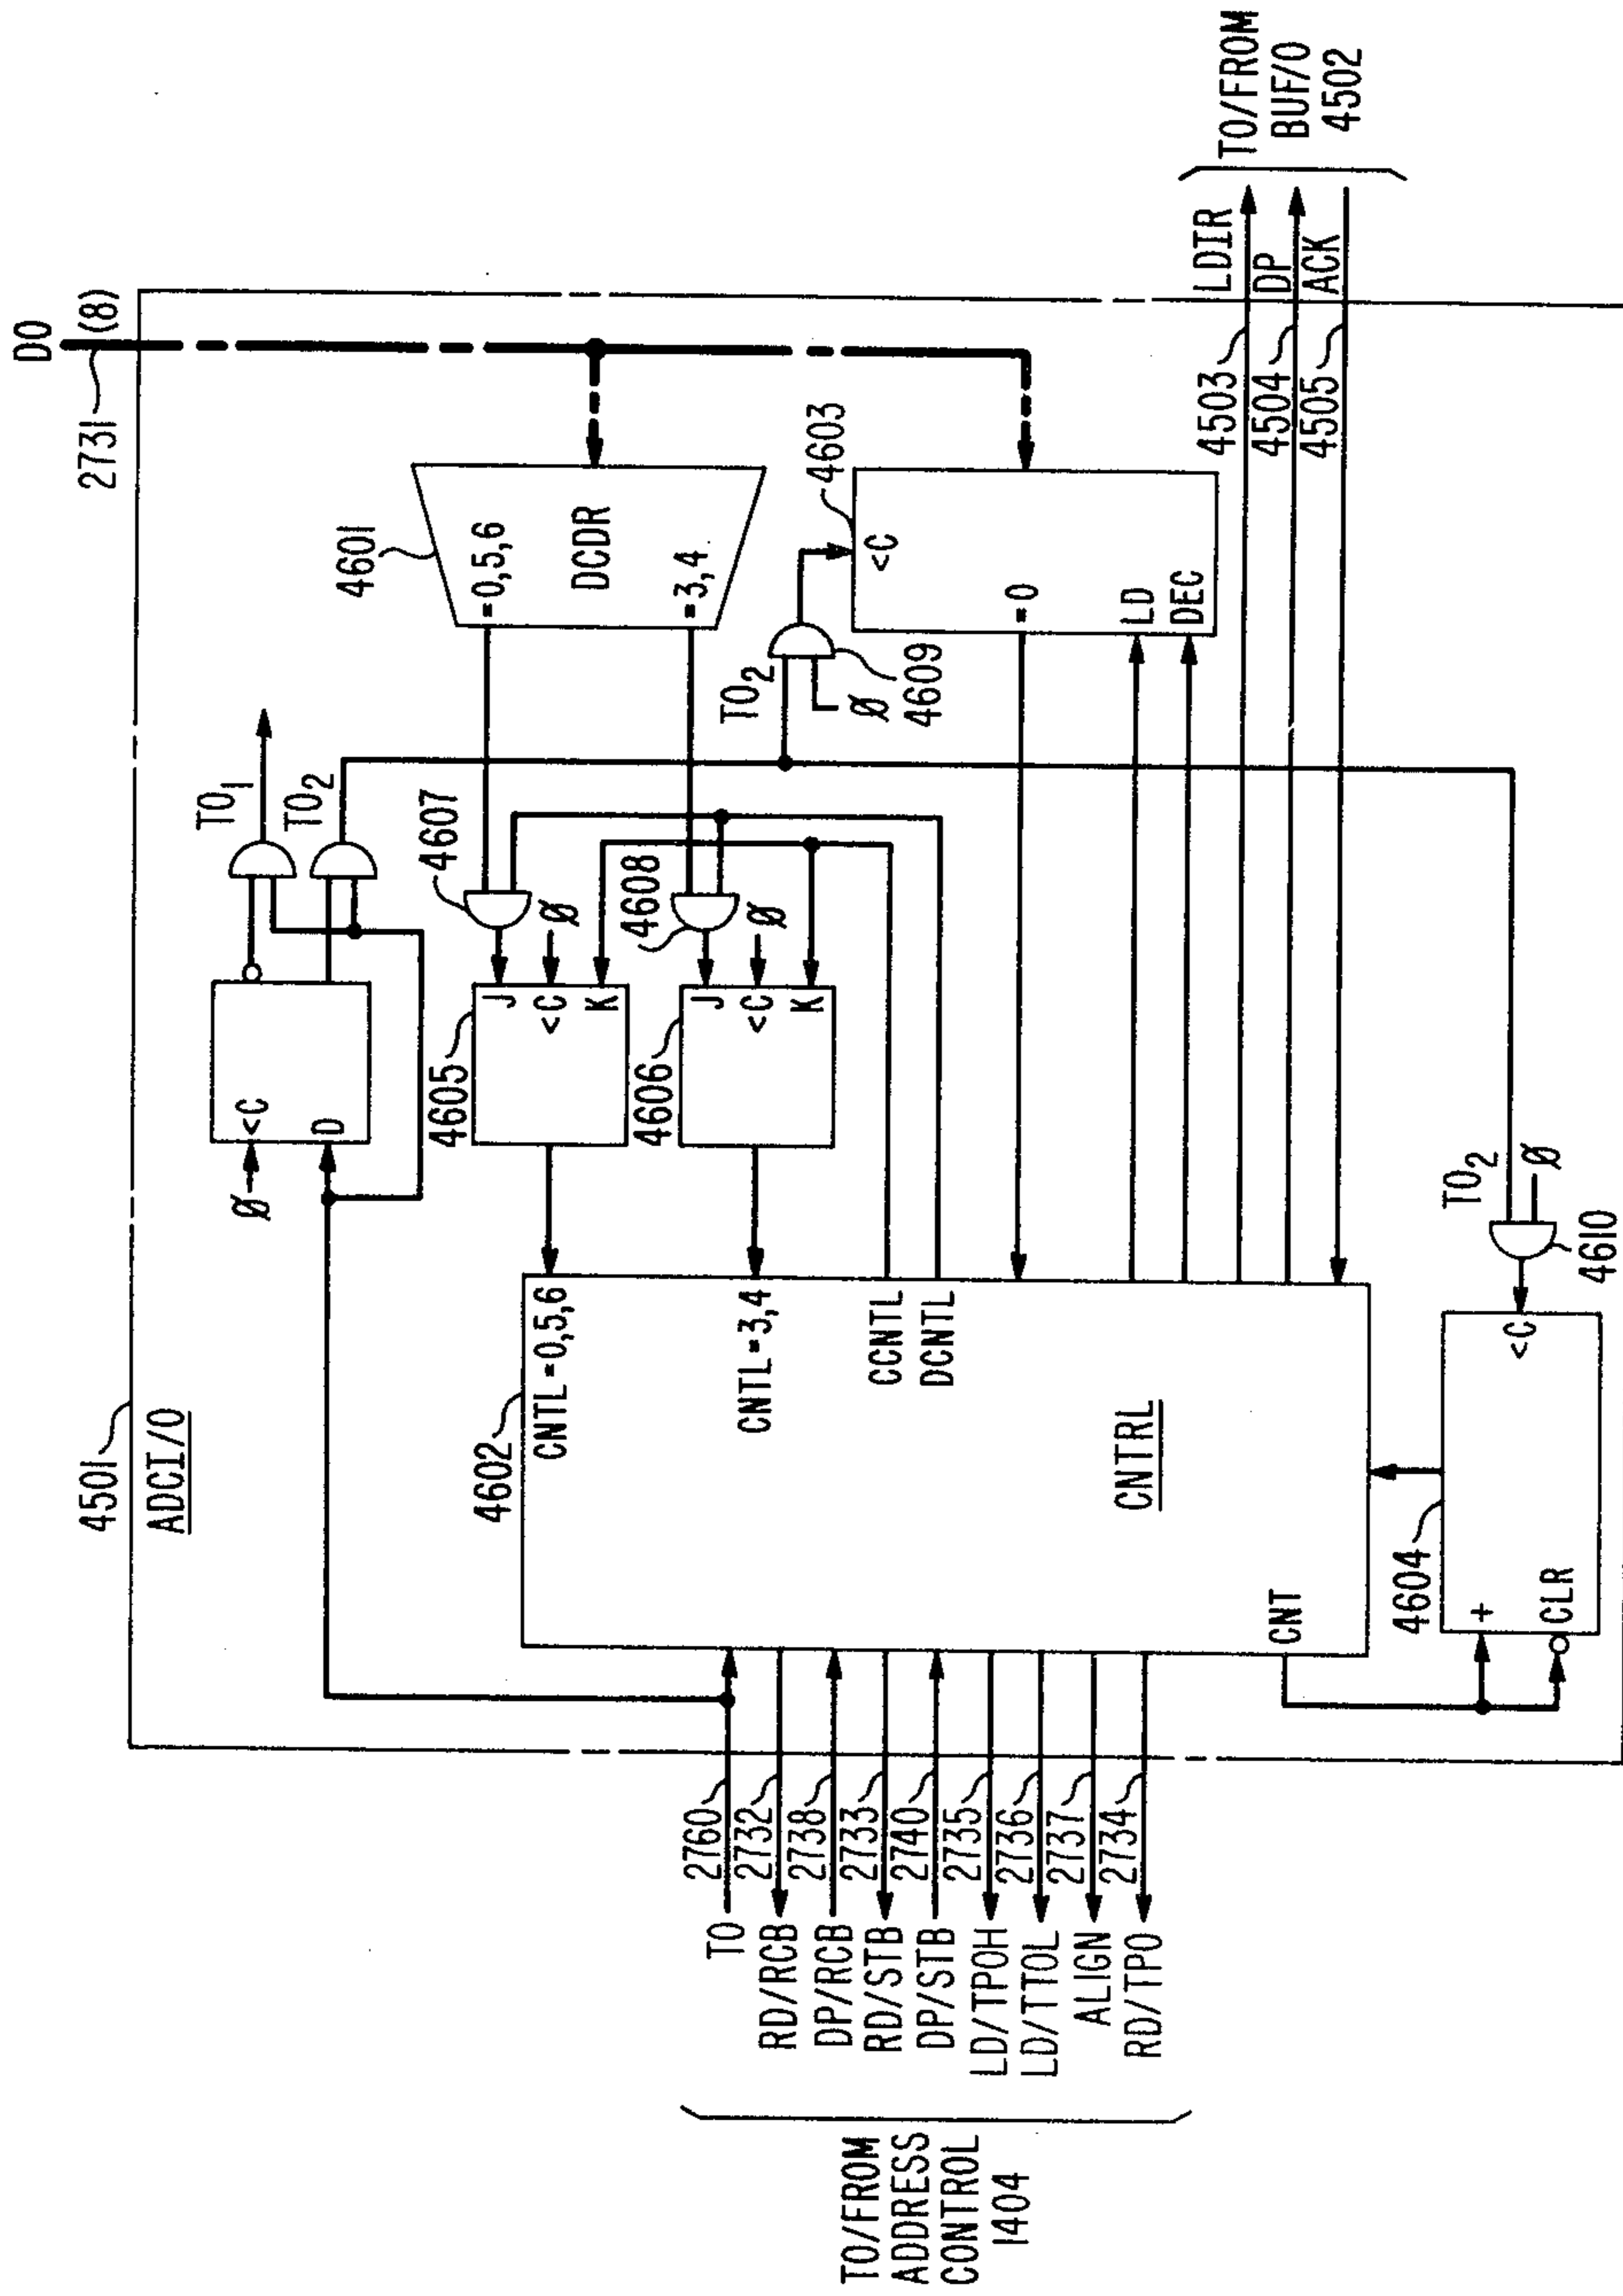 4501
ADCI/O
DO
2731
(8)
4601
=0,5,6
DCDR
=3,4
TO1
TO2
Ø
<C
D
4607
4608
4605
J
<C
K
Ø
4606
J
<C
K
Ø
4603
<C
=0
LD
DEC
TO2
Ø
4609
4602
CNTL=0,5,6
CNTL=3,4
CCNTL
DCNTL
CNTRL
CNT
4604
+
CLR
<C
TO2
Ø
4610
4503
LDIR
4504
DP
4505
ACK
TO/FROM
BUF/O
4502
TO
2760
RD/RCB
2732
DP/RCB
2738
RD/STB
2733
DP/STB
2740
LD/TPOH
2735
LD/TTOL
2736
ALIGN
2737
RD/TPO
2734
TO/FROM
ADDRESS
CONTROL
1404